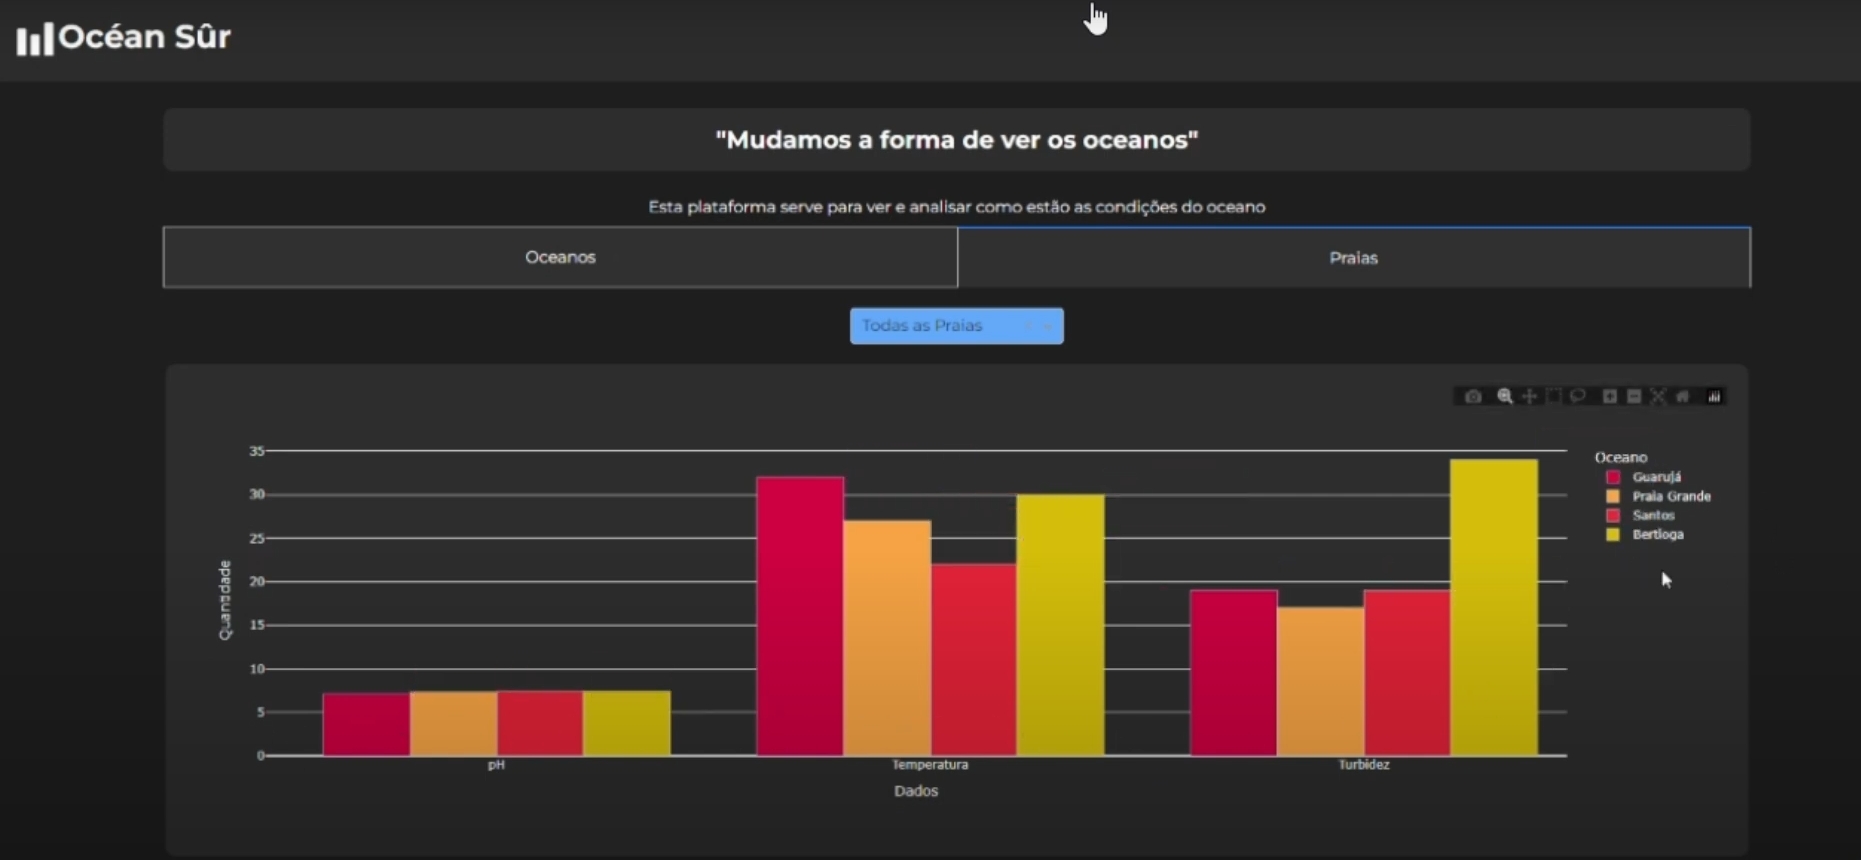 Océan Sûr
"Mudamos a forma de ver os oceanos"
Esta plataforma serve para ver e analisar como estão as condições do oceano
Oceanos
Praias
Todas as Praias
35
30
25
20
15
10
5
0
Quantidade
pH
Temperatura
Turbidez
Dados
Oceano
Guarujá
Praia Grande
Santos
Bertioga